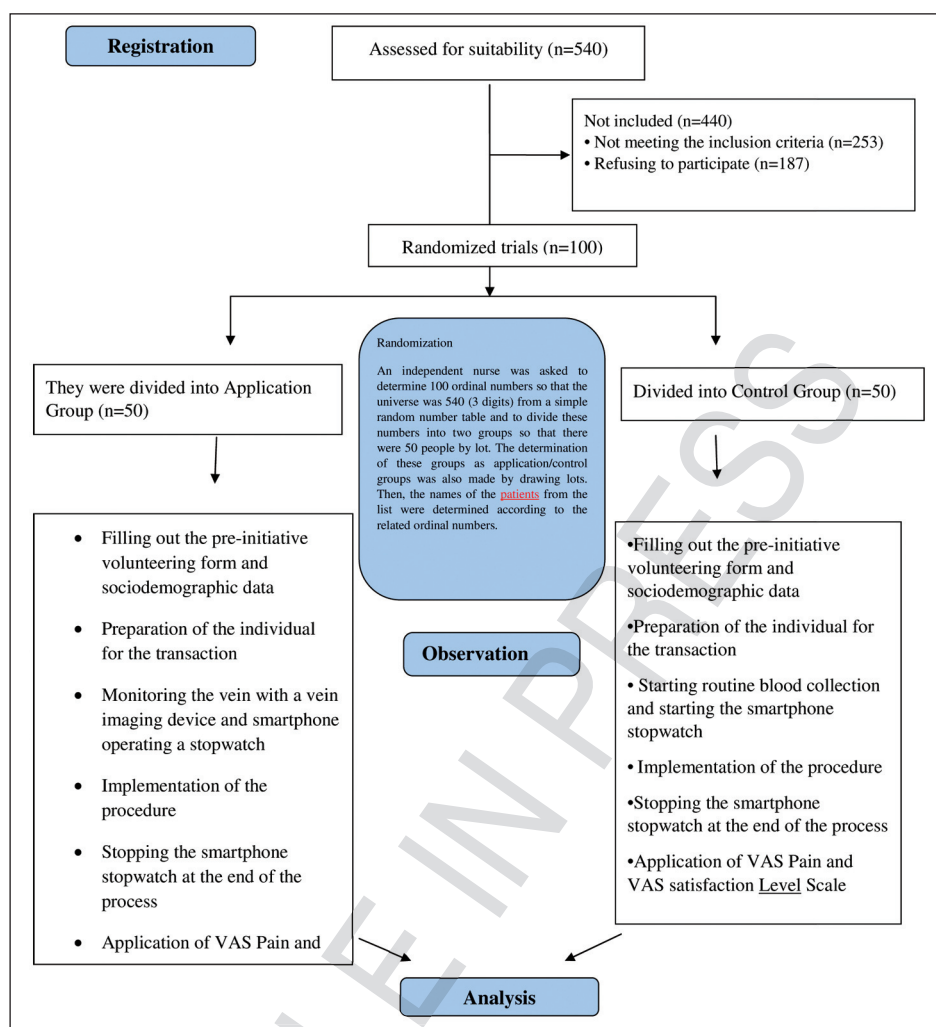 Registration
Assessed for suitability (n=540)
Not included (n=440)
• Not meeting the inclusion criteria (n=253)
• Refusing to participate (n=187)
Randomized trials (n=100)
They were divided into Application
Group (n=50)
Randomization
An independent nurse was asked to
determine 100 ordinal numbers so that the
universe was 540 (3 digits) from a simple
random number table and to divide these
numbers into two groups so that there
were 50 people by lot. The determination
of these groups as application/control
groups was also made by drawing lots.
Then, the names of the patients from the
list were determined according to the
related ordinal numbers.
Divided into Control Group (n=50)
• Filling out the pre-initiative
volunteering form and
sociodemographic data
• Preparation of the individual
for the transaction
• Monitoring the vein with a vein
imaging device and smartphone
operating a stopwatch
• Implementation of the
procedure
• Stopping the smartphone
stopwatch at the end of the
process
• Application of VAS Pain and
Observation
•Filling out the pre-initiative
volunteering form and
sociodemographic data
•Preparation of the individual for
the transaction
• Starting routine blood collection
and starting the smartphone
stopwatch
• Implementation of the procedure
•Stopping the smartphone
stopwatch at the end of the process
•Application of VAS Pain and
VAS satisfaction Level Scale
Analysis
LE IN PRESS